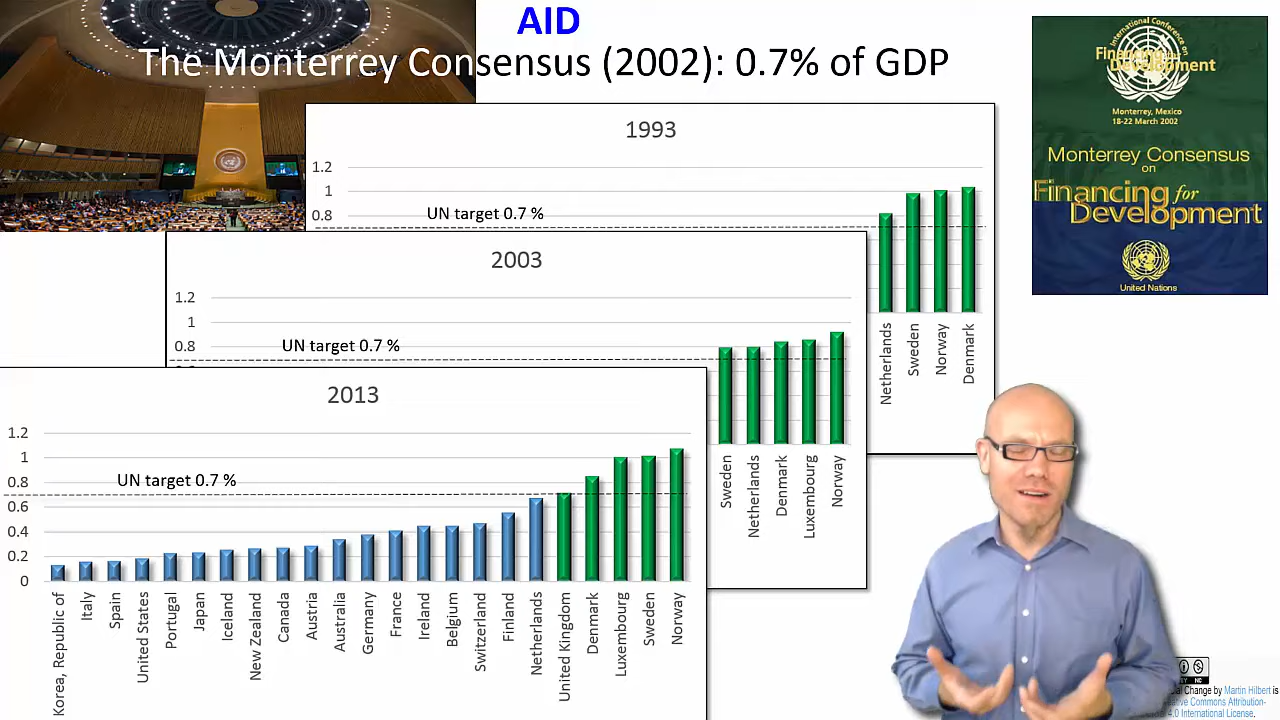 AID
The Monterrey Consensus (2002): 0.7% of GDP
International Conference on
Financing for
Development
Monterrey, Mexico
18-22 March 2002
Monterrey Consensus
on
Financing for
Development
United Nations
1993
1.2
1
0.8
UN target 0.7 %
Netherlands
Sweden
Norway
Denmark
2003
1.2
1
0.8
UN target 0.7 %
Sweden
Netherlands
Denmark
Luxembourg
Norway
2013
1.2
1
0.8
0.6
0.4
0.2
0
UN target 0.7 %
Korea, Republic of
Italy
Spain
United States
Portugal
Japan
Iceland
New Zealand
Canada
Austria
Australia
Germany
France
Ireland
Belgium
Switzerland
Finland
Netherlands
United Kingdom
Denmark
Luxembourg
Sweden
Norway
Change by Martin Hilbert is
Commons Attribution-
4.0 International License.